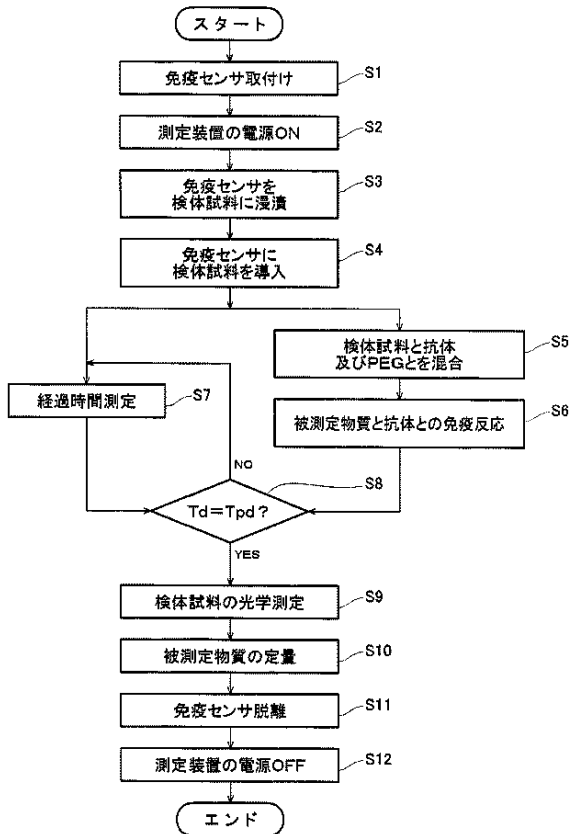 スタート
免疫センサ取付け
S1
測定装置の電源ON
S2
免疫センサを
検体試料に浸漬
S3
免疫センサに
検体試料を導入
S4
検体試料と抗体
及びPEGとを混合
S5
被測定物質と抗体との免疫反応
S6
経過時間測定
S7
NO
Td=Tpd?
S8
YES
検体試料の光学測定
S9
被測定物質の定量
S10
免疫センサ脱離
S11
測定装置の電源OFF
S12
エンド